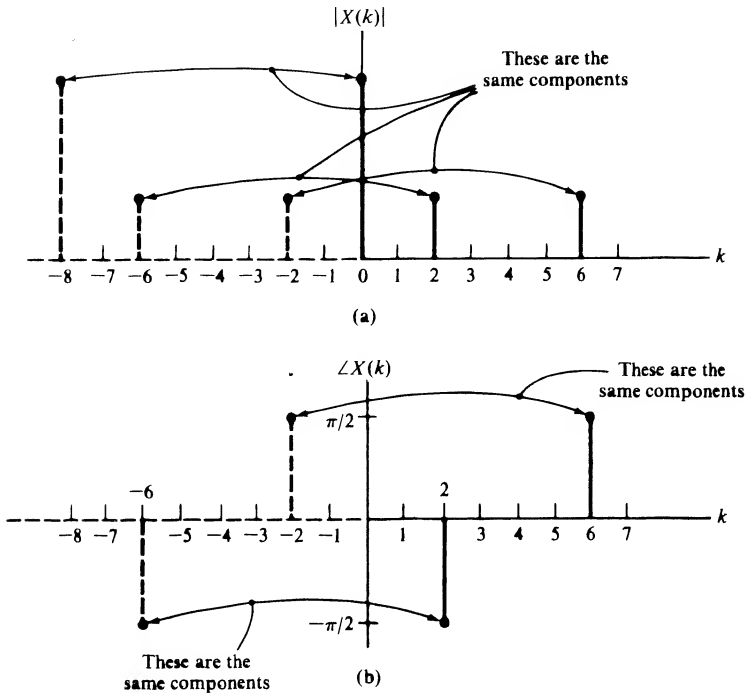 |X(k)|
These are the
same components
−8 −7 −6 −5 −4 −3 −2 −1 0 1 2 3 4 5 6 7 k
(a)
∠X(k)
These are the
same components
π/2
−6 2
−8 −7 −5 −4 −3 −2 −1 1 3 4 5 6 7 k
−π/2
These are the
same components
(b)